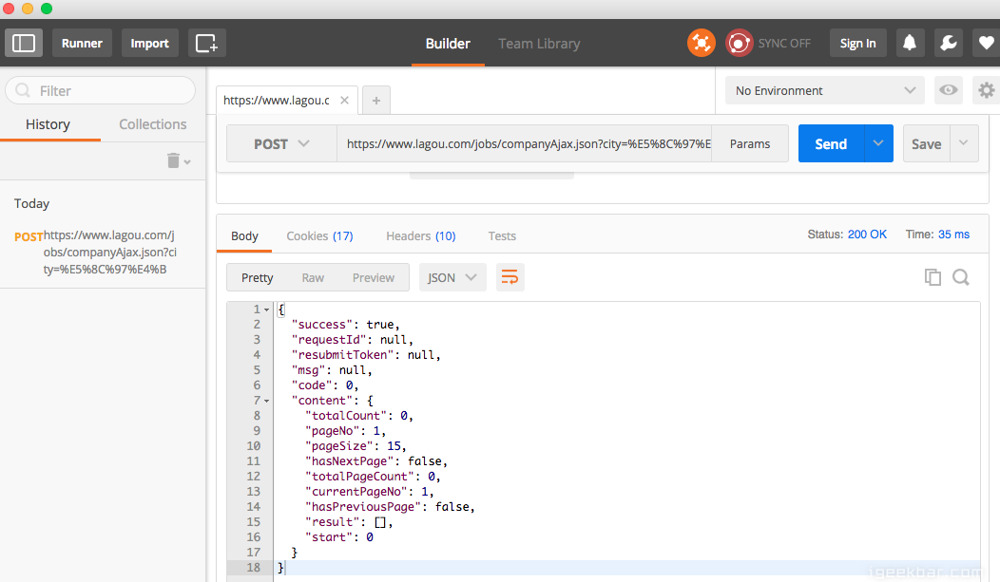 Runner Import Builder Team Library SYNC OFF Sign In
Filter
https://www.lagou.c
No Environment
History Collections
POST https://www.lagou.com/jobs/companyAjax.json?city=%E5%8C%97%E Params Send Save
Today
POST https://www.lagou.com/j
obs/companyAjax.json?ci
ty=%E5%8C%97%E4%B
Body Cookies (17) Headers (10) Tests Status: 200 OK Time: 35 ms
Pretty Raw Preview JSON
1 {
2 "success": true,
3 "requestId": null,
4 "resubmitToken": null,
5 "msg": null,
6 "code": 0,
7 "content": {
8 "totalCount": 0,
9 "pageNo": 1,
10 "pageSize": 15,
11 "hasNextPage": false,
12 "totalPageCount": 0,
13 "currentPageNo": 1,
14 "hasPreviousPage": false,
15 "result": [],
16 "start": 0
17 }
18 }
igeekbar.com